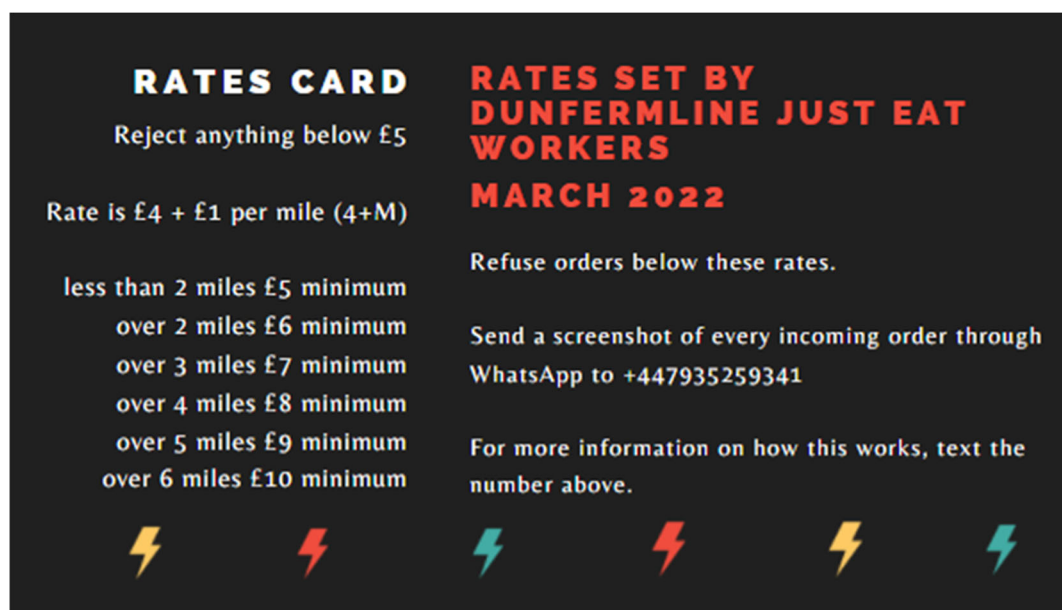 RATES CARD
Reject anything below £5
Rate is £4 + £1 per mile (4+M)
less than 2 miles £5 minimum
over 2 miles £6 minimum
over 3 miles £7 minimum
over 4 miles £8 minimum
over 5 miles £9 minimum
over 6 miles £10 minimum
RATES SET BY
DUNFERMLINE JUST EAT
WORKERS
MARCH 2022
Refuse orders below these rates.
Send a screenshot of every incoming order through
WhatsApp to +447935259341
For more information on how this works, text the
number above.